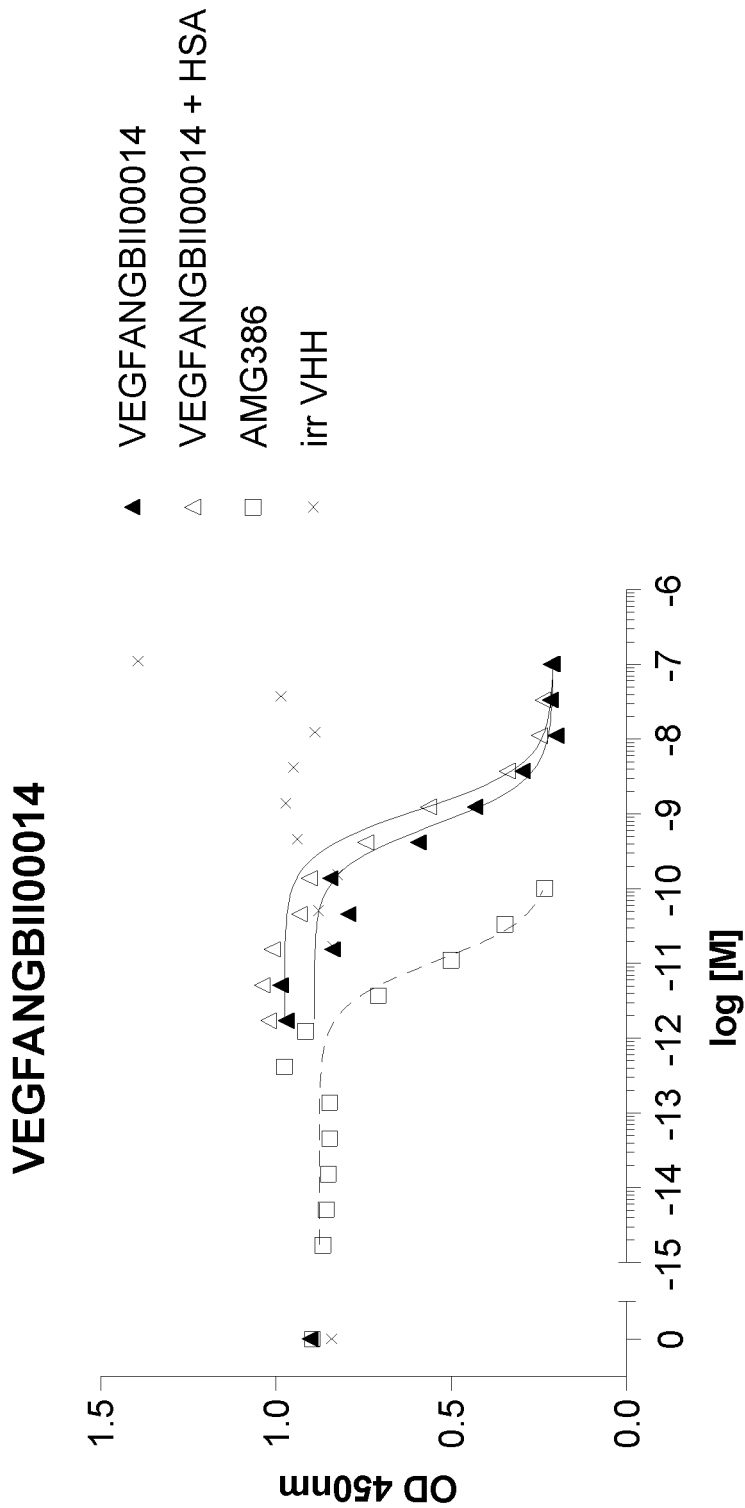 VEGFANGBII00014
VEGFANGBII00014
VEGFANGBII00014 + HSA
AMG386
irr VHH
OD 450nm
1.5
1.0
0.5
0.0
0 -15 -14 -13 -12 -11 -10 -9 -8 -7 -6
log [M]